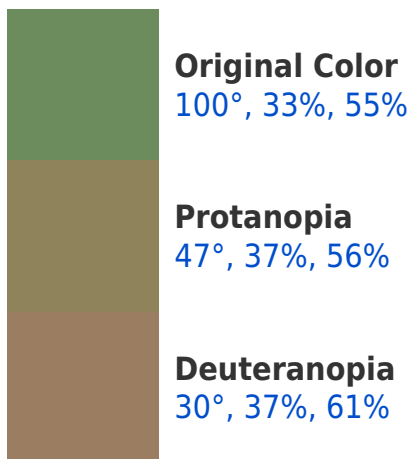 Original Color
100°, 33%, 55%
Protanopia
47°, 37%, 56%
Deuteranopia
30°, 37%, 61%